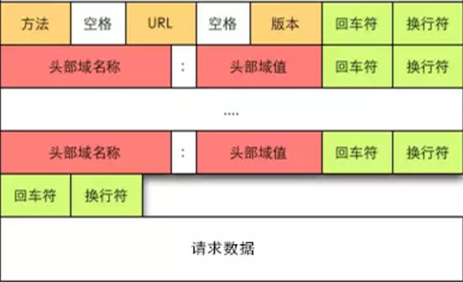 方法 空格 URL 空格 版本 回车符 换行符
头部域名称 : 头部域值 回车符 换行符
....
头部域名称 : 头部域值 回车符 换行符
回车符 换行符
请求数据